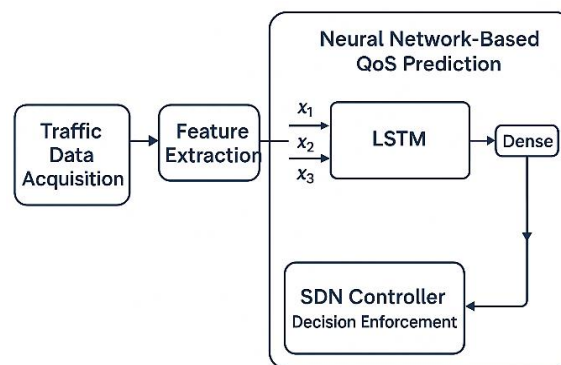 Neural Network-Based
QoS Prediction
Traffic
Data
Acquisition
Feature
Extraction
x₁
x₂
x₃
LSTM
Dense
SDN Controller
Decision Enforcement